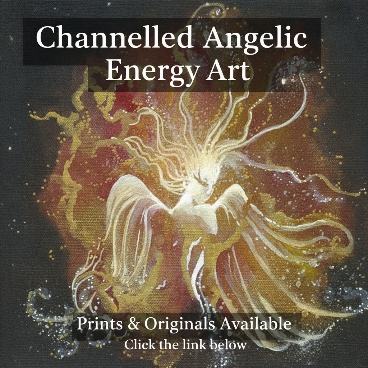 Channelled Angelic
Energy Art
Prints & Originals Available
Click the link below